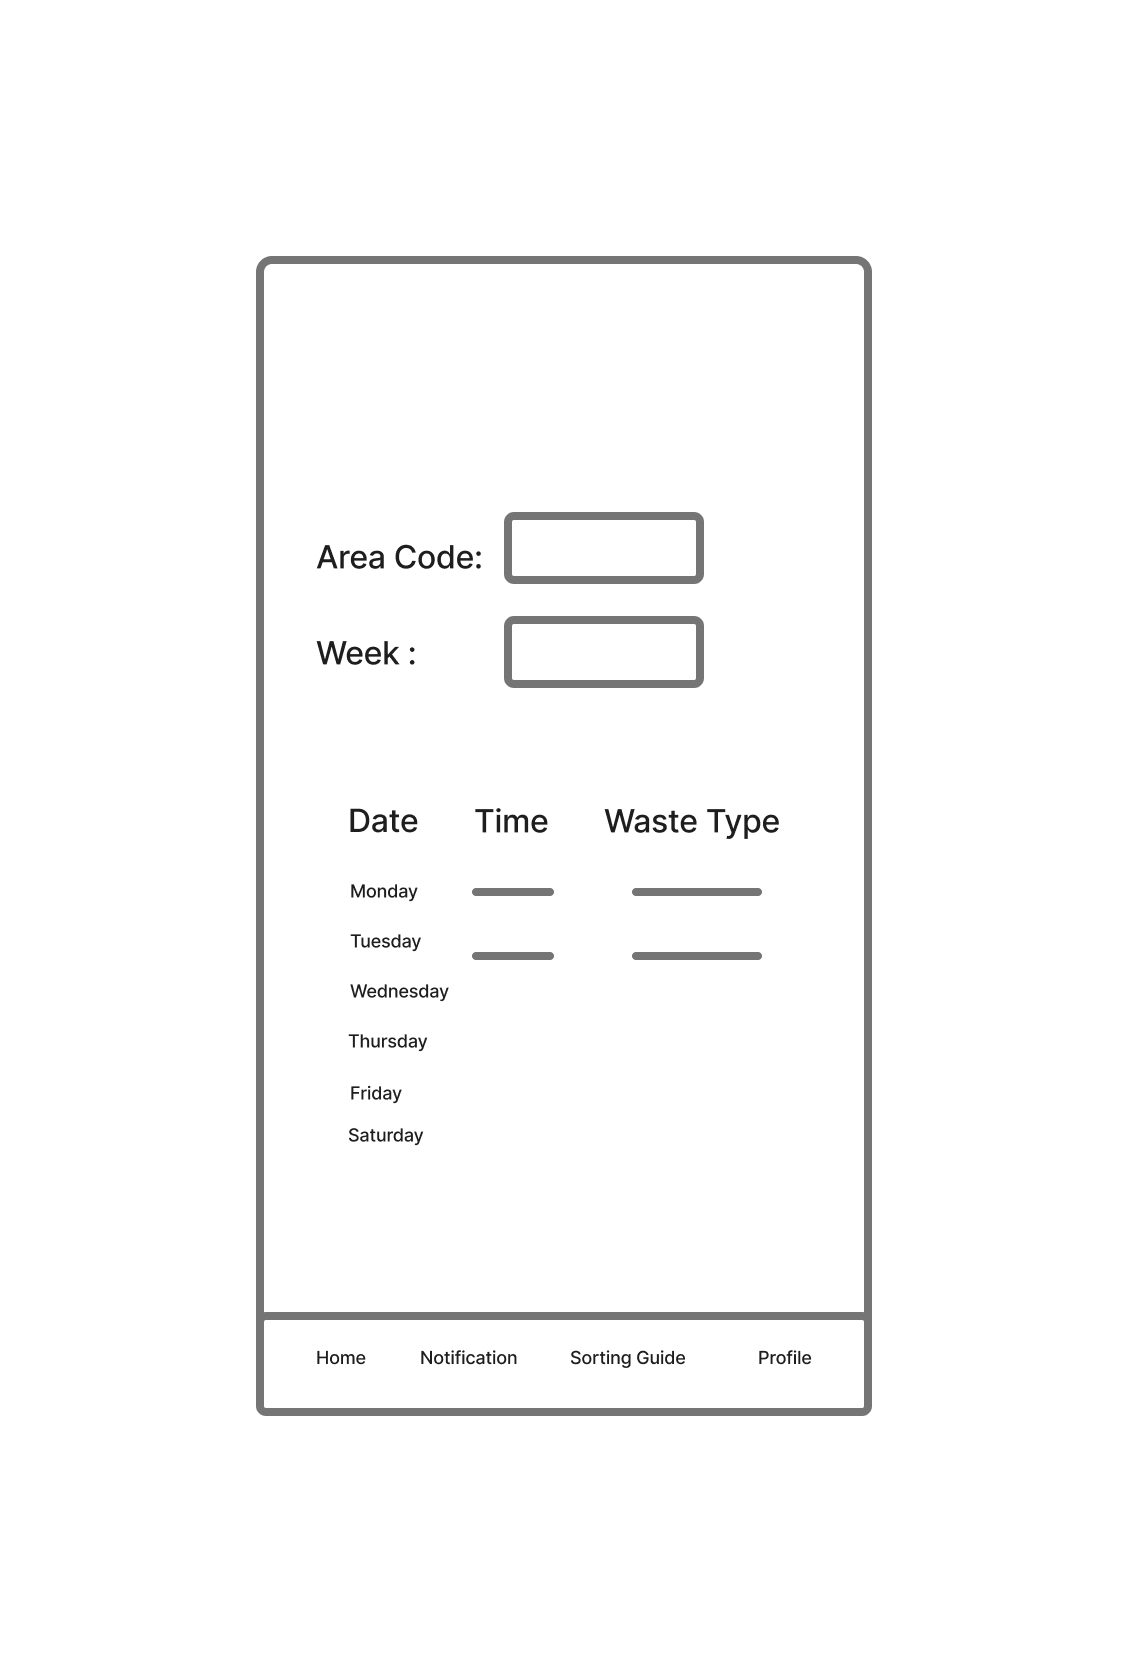 Area Code:
Week :
Date Time Waste Type
Monday
Tuesday
Wednesday
Thursday
Friday
Saturday
Home Notification Sorting Guide Profile